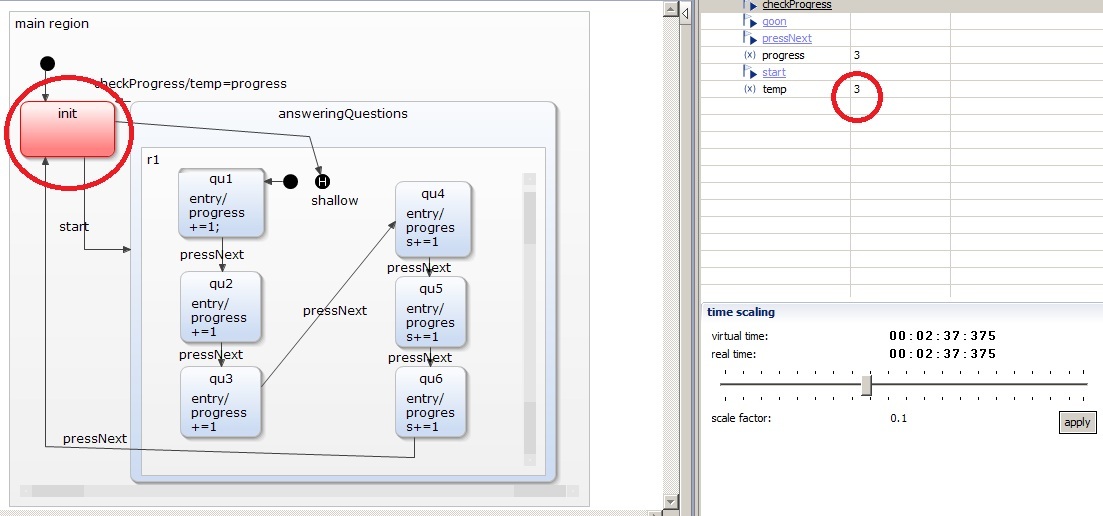 main region
checkProgress/temp=progress
init
answeringQuestions
r1
qu1
entry/
progress
+=1;
H
shallow
start
pressNext
qu2
entry/
progress
+=1
pressNext
qu3
entry/
progress
+=1
pressNext
qu4
entry/
progres
s+=1
pressNext
qu5
entry/
progres
s+=1
pressNext
qu6
entry/
progres
s+=1
pressNext
checkProgress
goon
pressNext
(x) progress 3
start
(x) temp 3
time scaling
virtual time: 00:02:37:375
real time: 00:02:37:375
scale factor: 0.1
apply